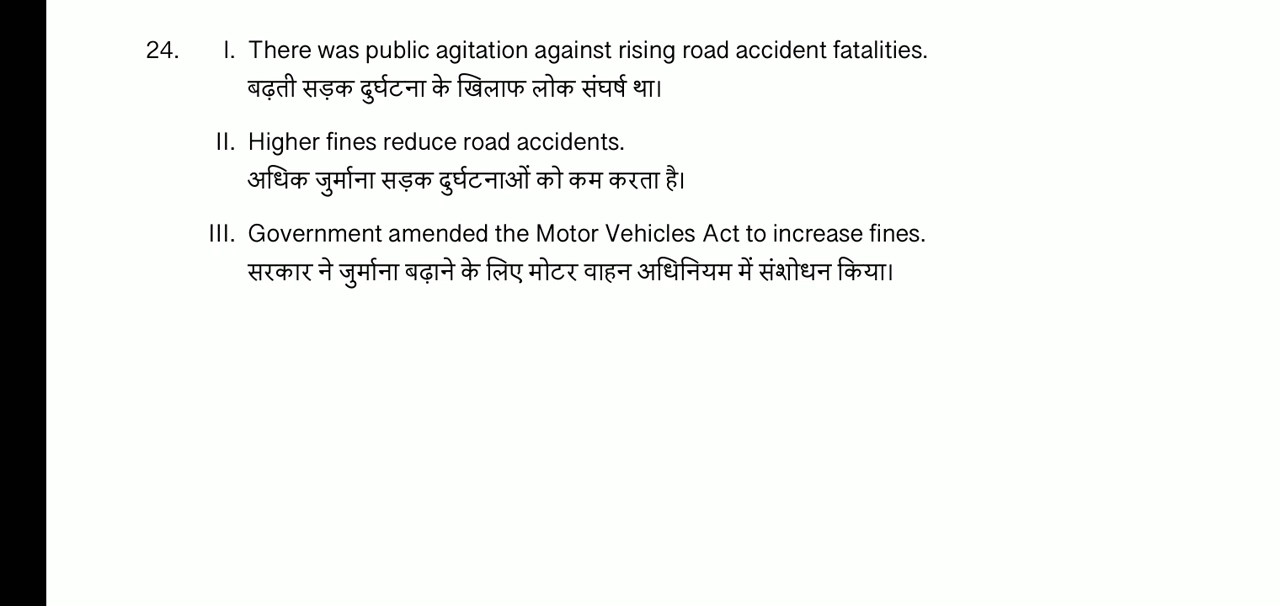 24. I. There was public agitation against rising road accident fatalities.
बढ़ती सड़क दुर्घटना के खिलाफ लोक संघर्ष था।
II. Higher fines reduce road accidents.
अधिक जुर्माना सड़क दुर्घटनाओं को कम करता है।
III. Government amended the Motor Vehicles Act to increase fines.
सरकार ने जुर्माना बढ़ाने के लिए मोटर वाहन अधिनियम में संशोधन किया।